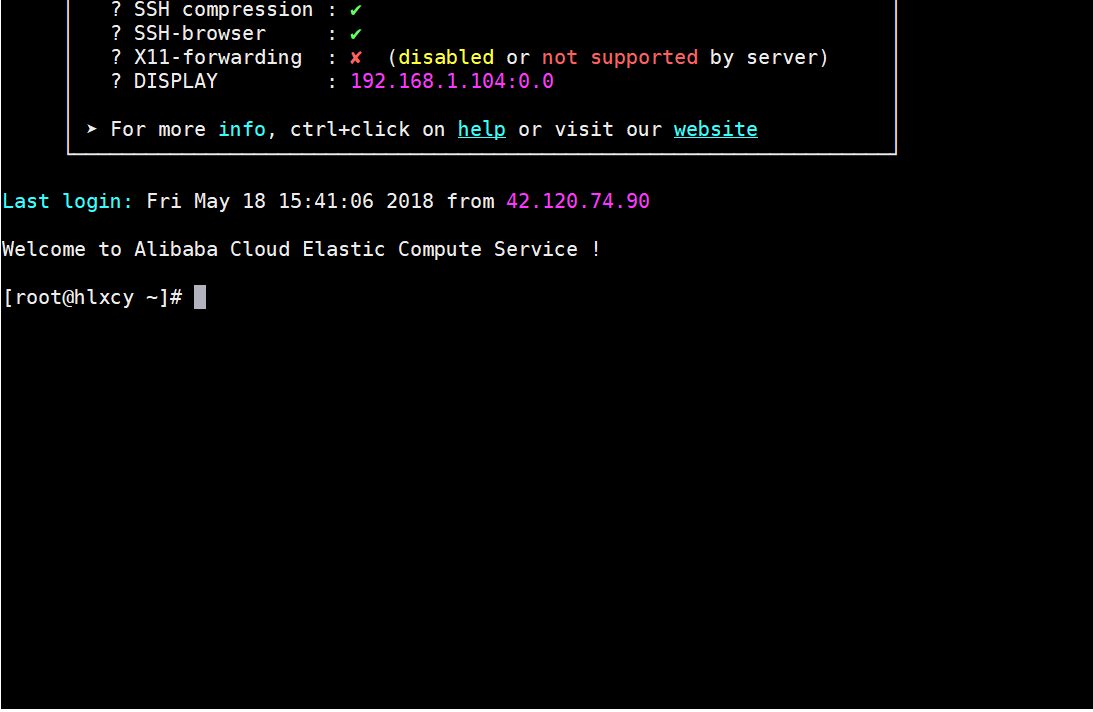 ? SSH compression : ✔
? SSH-browser     : ✔
? X11-forwarding  : ✘  (disabled or not supported by server)
? DISPLAY         : 192.168.1.104:0.0
➤ For more info, ctrl+click on help or visit our website
Last login: Fri May 18 15:41:06 2018 from 42.120.74.90
Welcome to Alibaba Cloud Elastic Compute Service !
[root@hlxcy ~]#